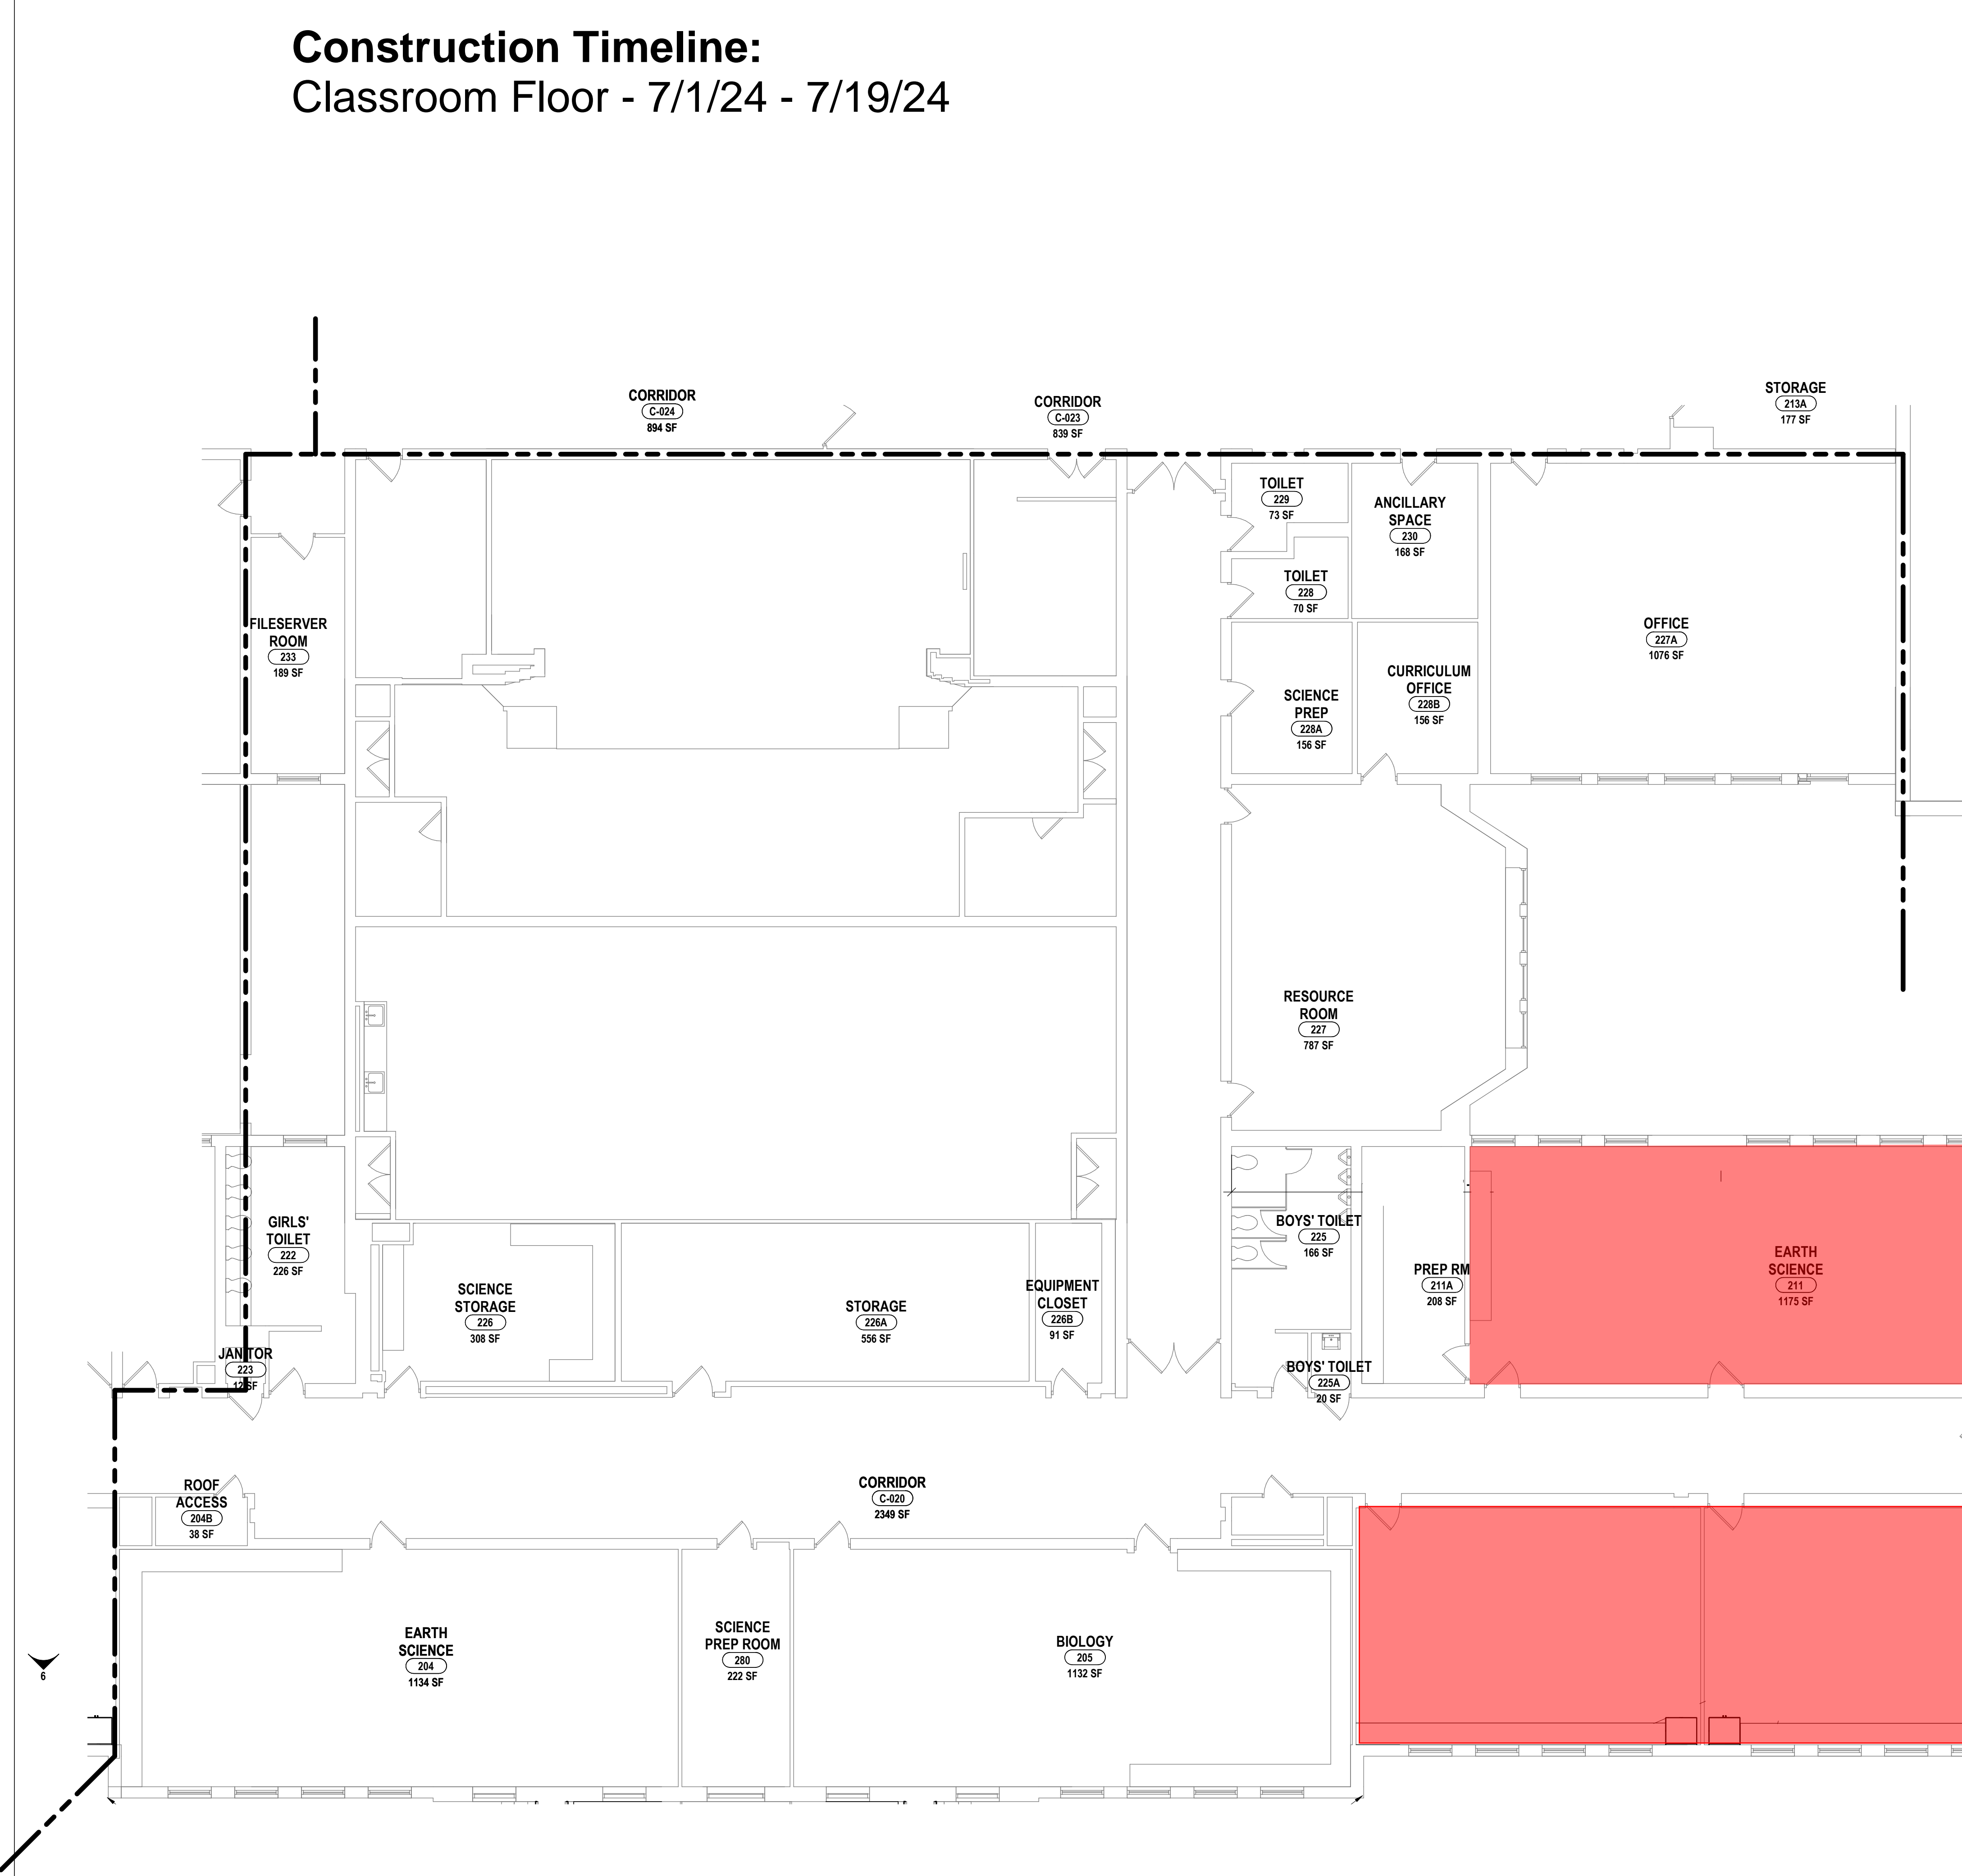 Construction Timeline:
Classroom Floor - 7/1/24 - 7/19/24
CORRIDOR
C-024
894 SF
CORRIDOR
C-023
839 SF
STORAGE
213A
177 SF
TOILET
229
73 SF
ANCILLARY
SPACE
230
168 SF
TOILET
228
70 SF
FILESERVER
ROOM
233
189 SF
OFFICE
227A
1076 SF
SCIENCE
PREP
228A
156 SF
CURRICULUM
OFFICE
228B
156 SF
RESOURCE
ROOM
227
787 SF
GIRLS'
TOILET
222
226 SF
SCIENCE
STORAGE
226
308 SF
STORAGE
226A
556 SF
EQUIPMENT
CLOSET
226B
91 SF
BOYS' TOILET
225
166 SF
PREP RM
211A
208 SF
EARTH
SCIENCE
211
1175 SF
JANITOR
223
12 SF
BOYS' TOILET
225A
20 SF
ROOF
ACCESS
204B
38 SF
CORRIDOR
C-020
2349 SF
EARTH
SCIENCE
204
1134 SF
SCIENCE
PREP ROOM
280
222 SF
BIOLOGY
205
1132 SF
6